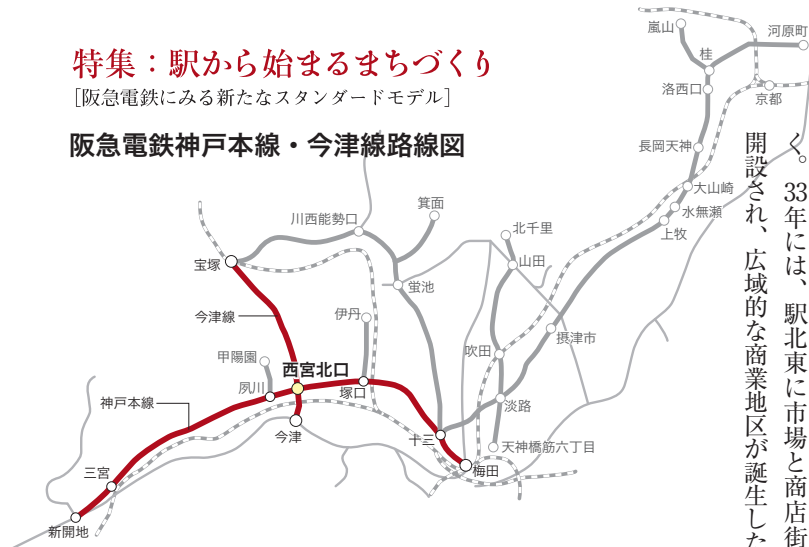 特集：駅から始まるまちづくり
［阪急電鉄にみる新たなスタンダードモデル］
阪急電鉄神戸本線・今津線路線図
く。33年には、駅北東に市場と商店街
開設され、広域的な商業地区が誕生した
嵐山
河原町
桂
洛西口
京都
長岡天神
大山崎
水無瀬
上牧
箕面
川西能勢口
北千里
宝塚
山田
蛍池
今津線
伊丹
摂津市
甲陽園
西宮北口
吹田
夙川
塚口
神戸本線
淡路
今津
十三
天神橋筋六丁目
三宮
梅田
新開地